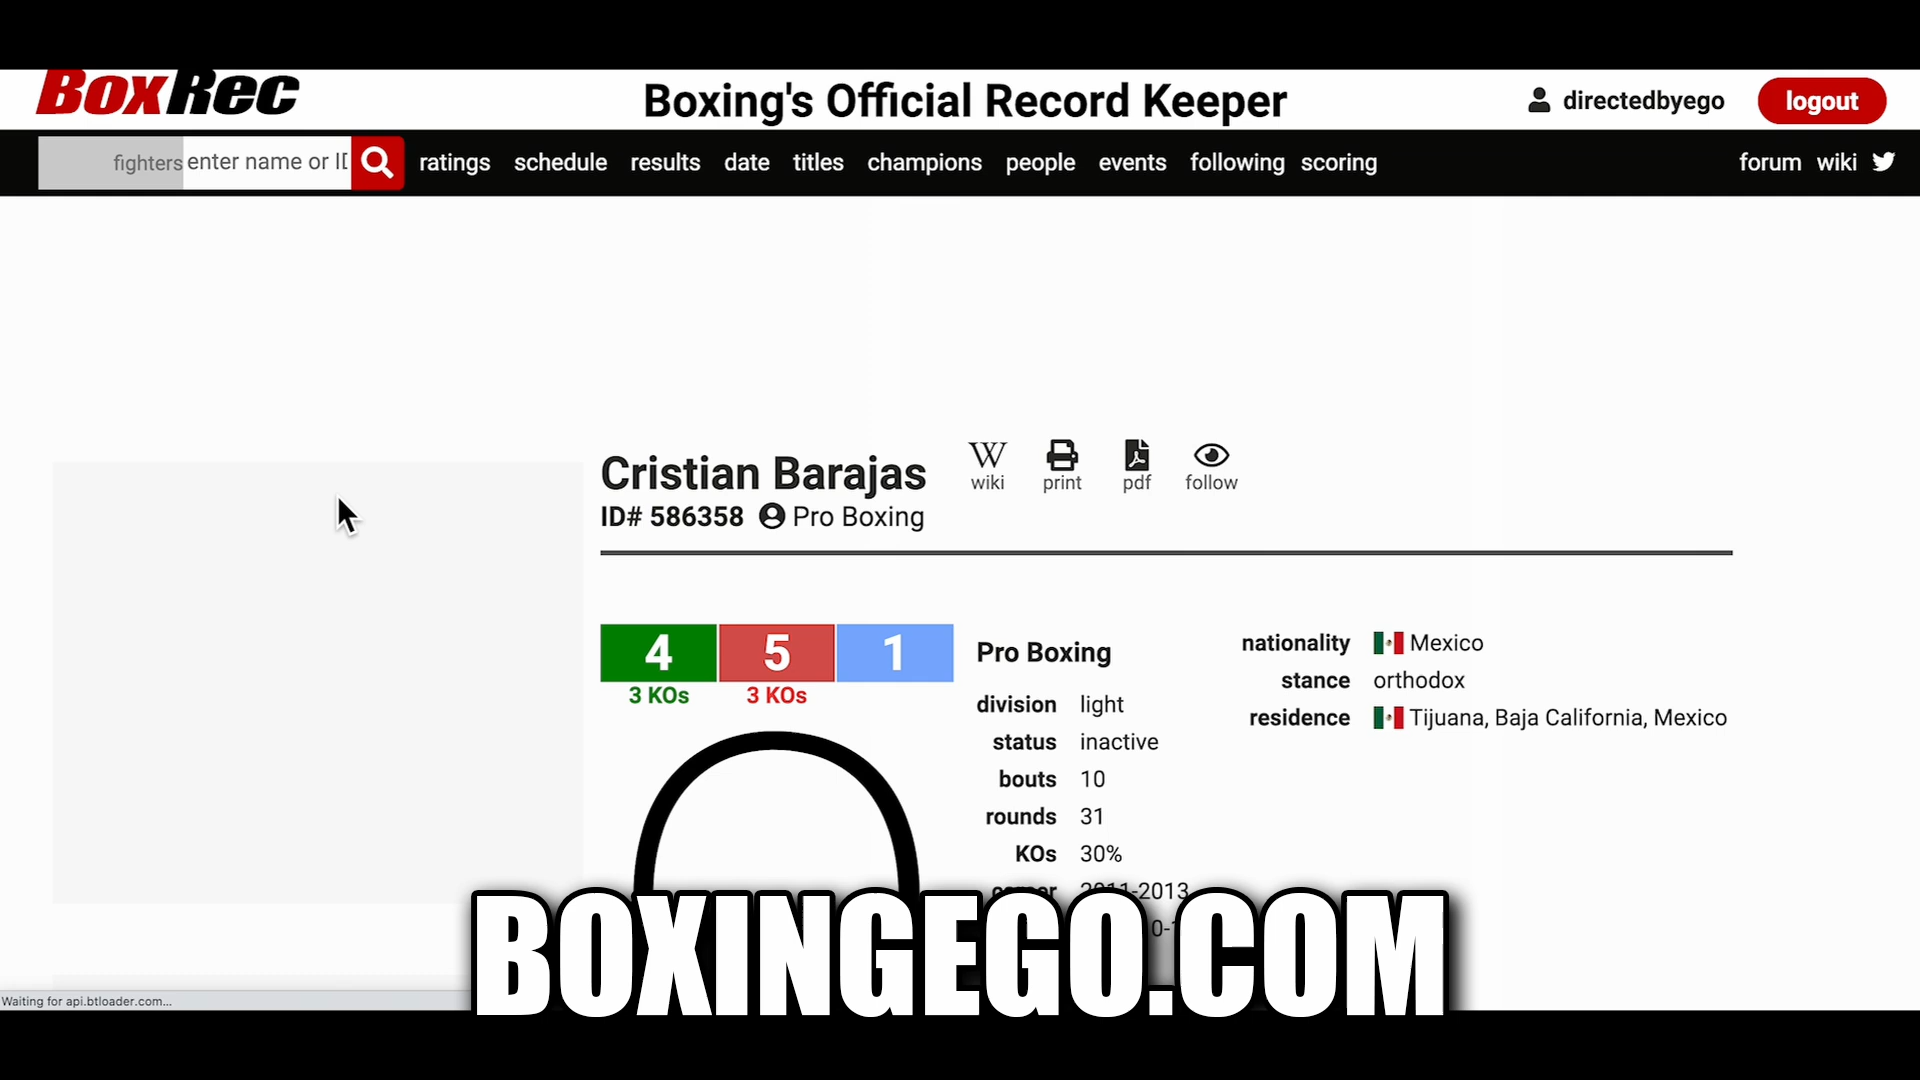 BoxRec
Boxing's Official Record Keeper
directedbyego
logout
fighters
enter name or I
ratings schedule results date titles champions people events following scoring
forum wiki
Cristian Barajas
W
wiki print pdf follow
ID# 586358 Pro Boxing
4 5 1
3 KOs 3 KOs
Pro Boxing
division light
status inactive
bouts 10
rounds 31
KOs 30%
career 2011-2013
nationality Mexico
stance orthodox
residence Tijuana, Baja California, Mexico
BOXINGEGO.COM
Waiting for api.btloader.com...